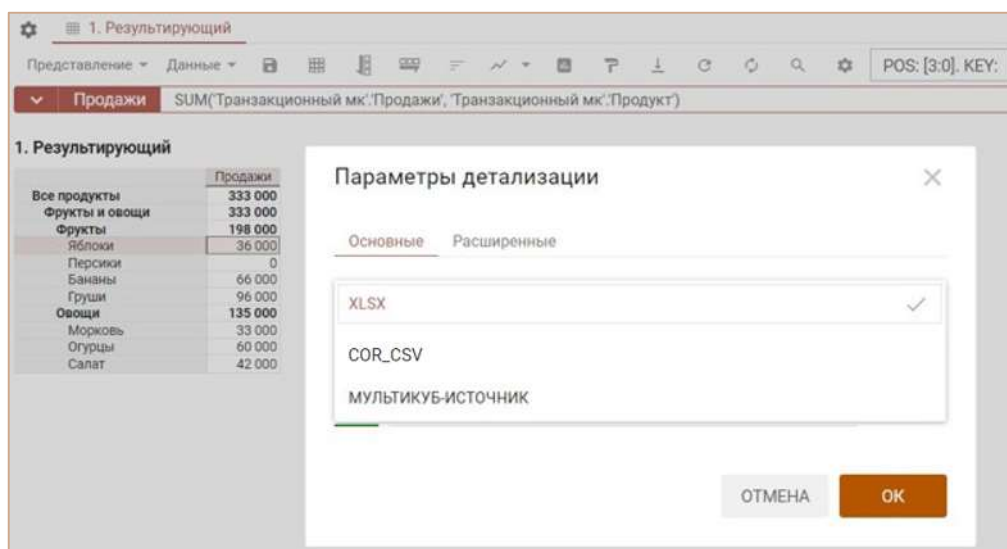 1. Результирующий
Представление Данные POS: [3:0]. KEY:
Продажи SUM('Транзакционный мк'.'Продажи', 'Транзакционный мк'.'Продукт')
1. Результирующий
Продажи
Все продукты 333 000
Фрукты и овощи 333 000
Фрукты 198 000
Яблоки 36 000
Персики 0
Бананы 66 000
Груши 96 000
Овощи 135 000
Морковь 33 000
Огурцы 60 000
Салат 42 000
Параметры детализации
Основные Расширенные
XLSX
COR_CSV
МУЛЬТИКУБ-ИСТОЧНИК
ОТМЕНА ОК